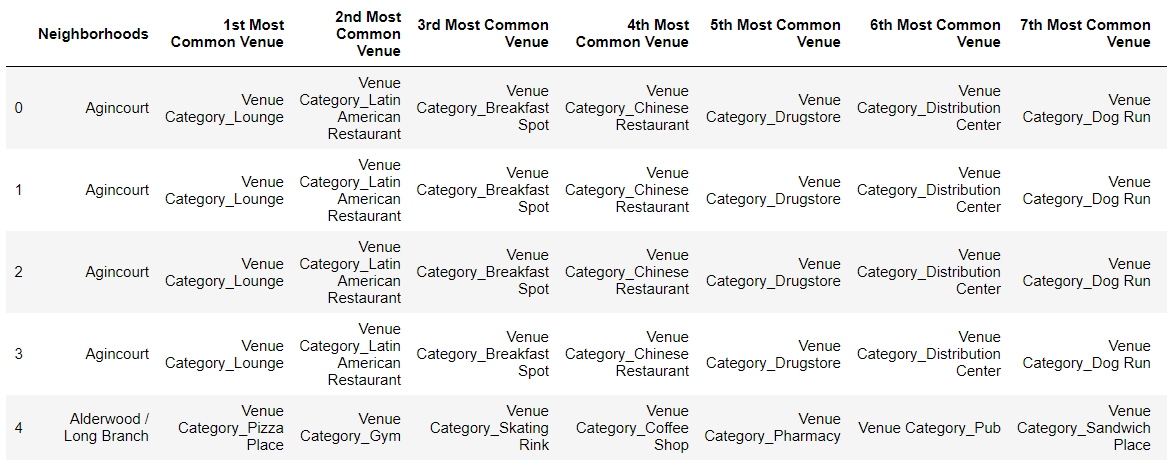 Neighborhoods 1st Most Common Venue 2nd Most Common Venue 3rd Most Common Venue 4th Most Common Venue 5th Most Common Venue 6th Most Common Venue 7th Most Common Venue
0 Agincourt Venue Category_Lounge Venue Category_Latin American Restaurant Venue Category_Breakfast Spot Venue Category_Chinese Restaurant Venue Category_Drugstore Venue Category_Distribution Center Venue Category_Dog Run
1 Agincourt Venue Category_Lounge Venue Category_Latin American Restaurant Venue Category_Breakfast Spot Venue Category_Chinese Restaurant Venue Category_Drugstore Venue Category_Distribution Center Venue Category_Dog Run
2 Agincourt Venue Category_Lounge Venue Category_Latin American Restaurant Venue Category_Breakfast Spot Venue Category_Chinese Restaurant Venue Category_Drugstore Venue Category_Distribution Center Venue Category_Dog Run
3 Agincourt Venue Category_Lounge Venue Category_Latin American Restaurant Venue Category_Breakfast Spot Venue Category_Chinese Restaurant Venue Category_Drugstore Venue Category_Distribution Center Venue Category_Dog Run
4 Alderwood / Long Branch Venue Category_Pizza Place Venue Category_Gym Venue Category_Skating Rink Venue Category_Coffee Shop Venue Category_Pharmacy Venue Category_Pub Venue Category_Sandwich Place